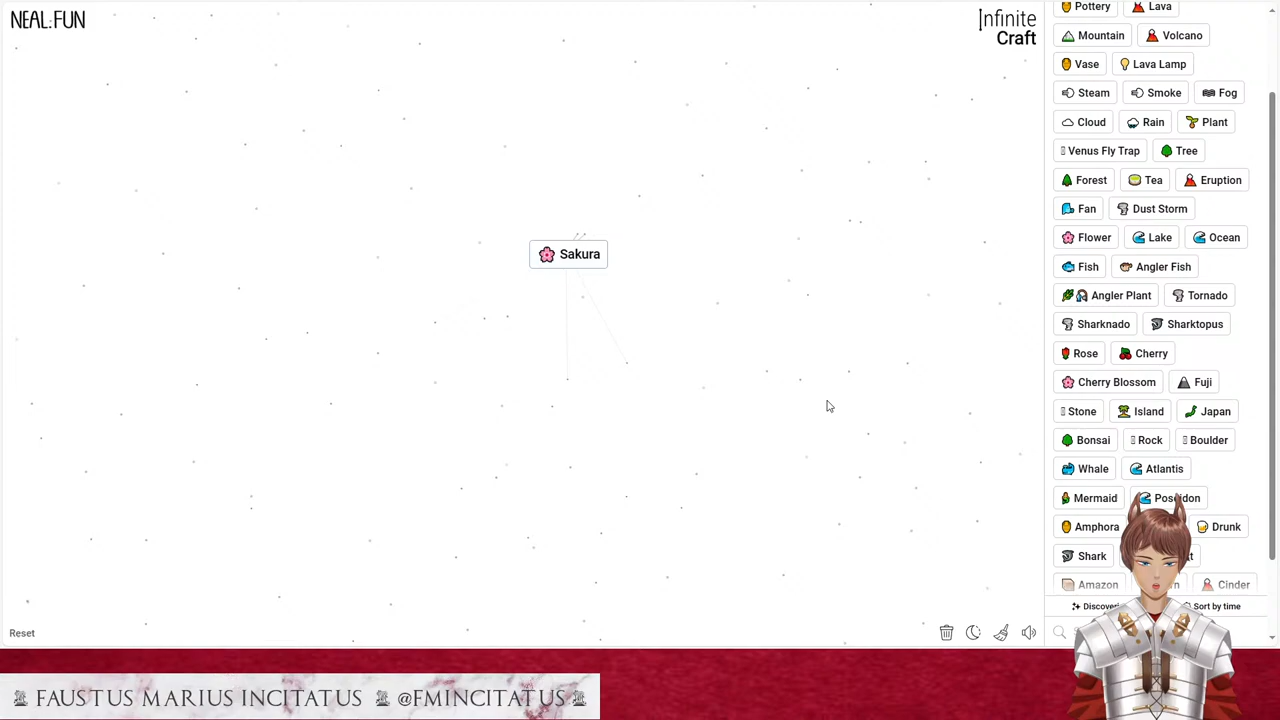 NEAL.FUN
Infinite
Craft
Sakura
Pottery Lava
Mountain Volcano
Vase Lava Lamp
Steam Smoke Fog
Cloud Rain Plant
Venus Fly Trap Tree
Forest Tea Eruption
Fan Dust Storm
Flower Lake Ocean
Fish Angler Fish
Angler Plant Tornado
Sharknado Sharktopus
Rose Cherry
Cherry Blossom Fuji
Stone Island Japan
Bonsai Rock Boulder
Whale Atlantis
Mermaid Poseidon
Amphora Drunk
Shark
Amazon Cinder
Sort by time
Reset
FAUSTUS MARIUS INCITATUS @FMINCITATUS